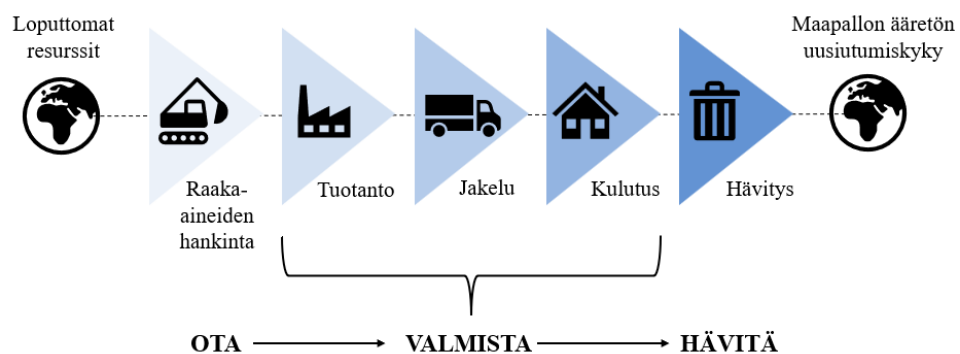 Loputtomat
resurssit
Maapallon ääretön
uusiutumiskyky
Raaka-
aineiden
hankinta
Tuotanto
Jakelu
Kulutus
Hävitys
OTA
VALMISTA
HÄVITÄ